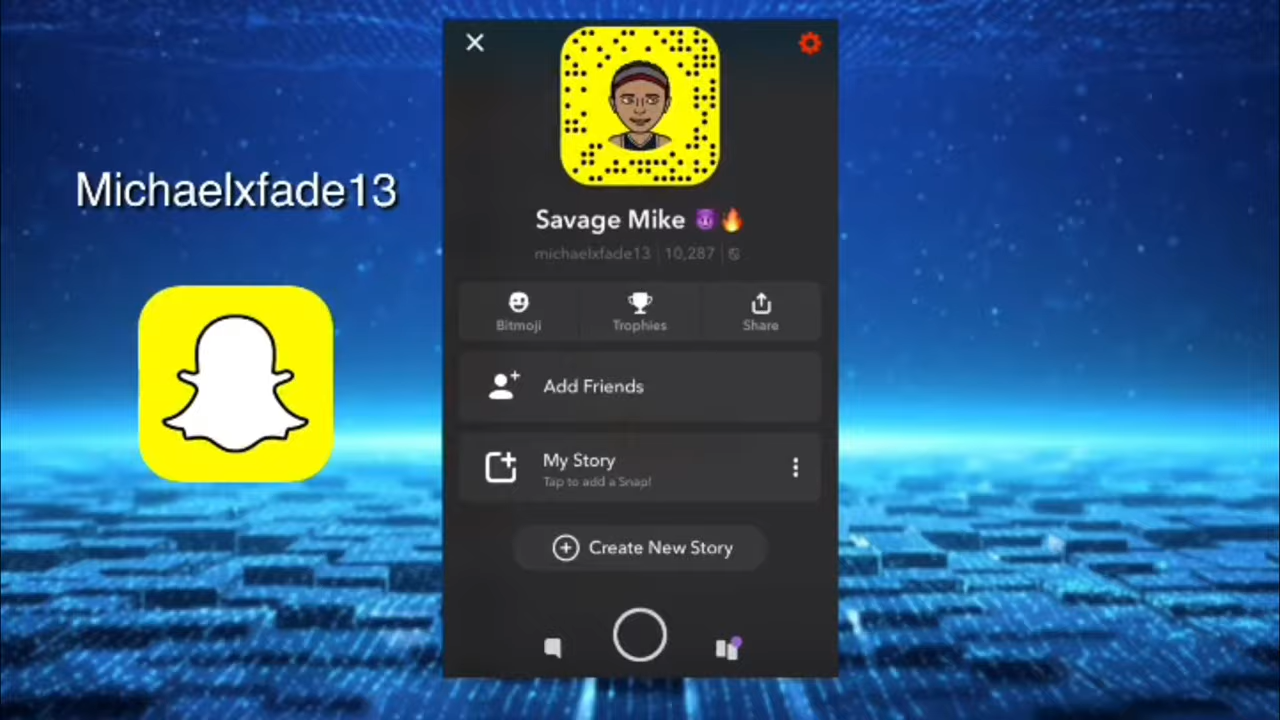 Michaelxfade13
Savage Mike 😈🔥
michaelxfade13 | 10,287
Bitmoji
Trophies
Share
Add Friends
My Story
Tap to add a Snap!
Create New Story